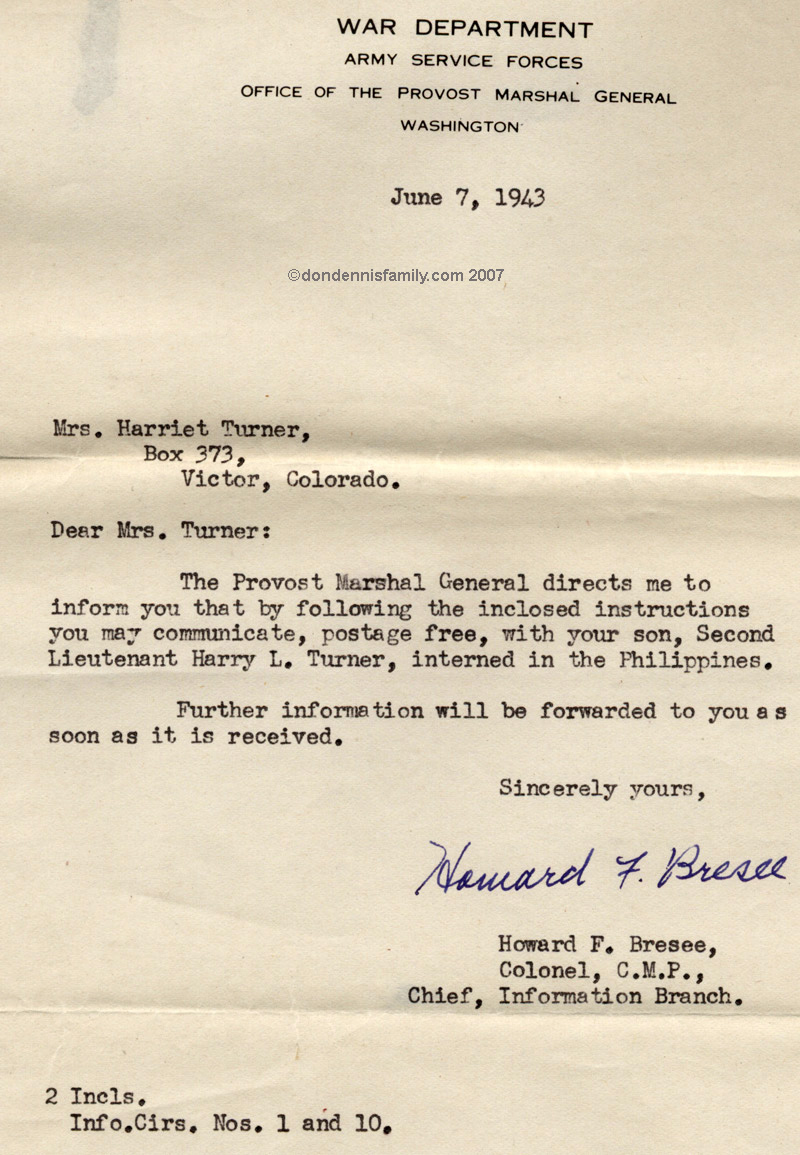 WAR DEPARTMENT
ARMY SERVICE FORCES
OFFICE OF THE PROVOST MARSHAL GENERAL
WASHINGTON
June 7, 1943
©dondennisfamily.com 2007
Mrs. Harriet Turner,
Box 373,
Victor, Colorado.
Dear Mrs. Turner:
The Provost Marshal General directs me to
inform you that by following the inclosed instructions
you may communicate, postage free, with your son, Second
Lieutenant Harry L. Turner, interned in the Philippines.
Further information will be forwarded to you as
soon as it is received.
Sincerely yours,
Howard F. Bresee
Howard F. Bresee,
Colonel, C.M.P.,
Chief, Information Branch.
2 Incls.
Info.Cirs. Nos. 1 and 10.